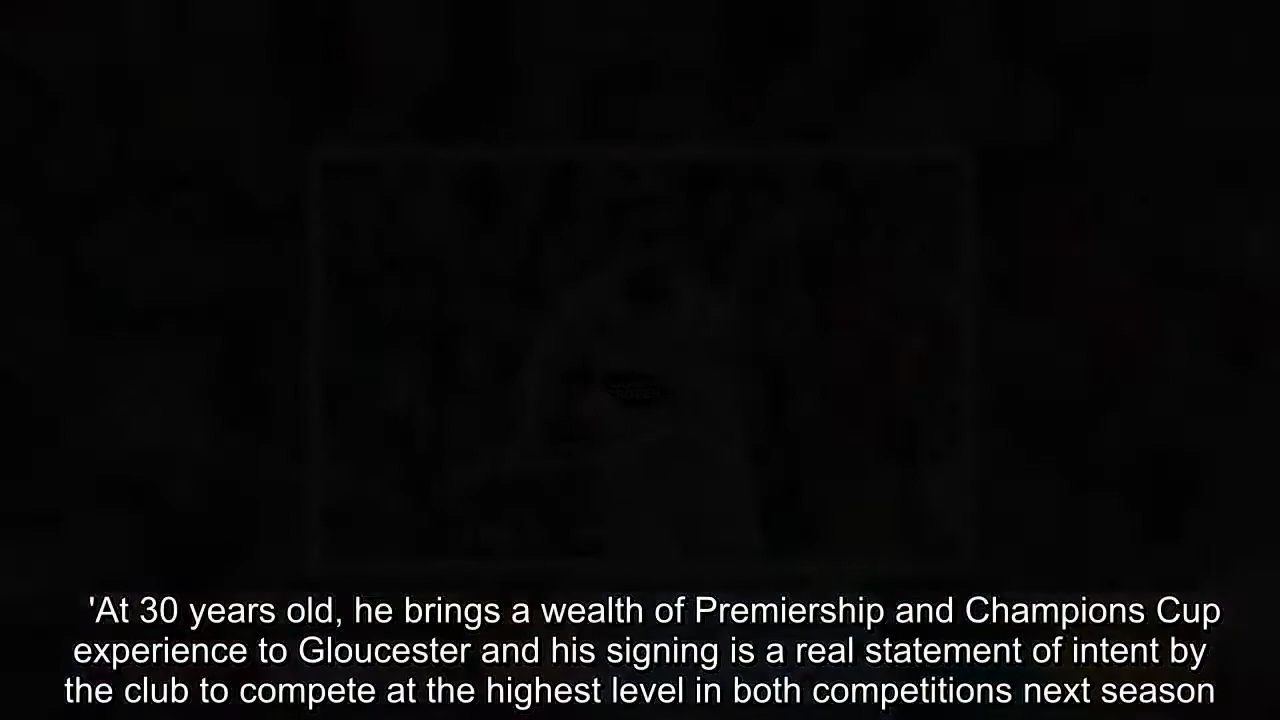 'At 30 years old, he brings a wealth of Premiership and Champions Cup
experience to Gloucester and his signing is a real statement of intent by
the club to compete at the highest level in both competitions next season